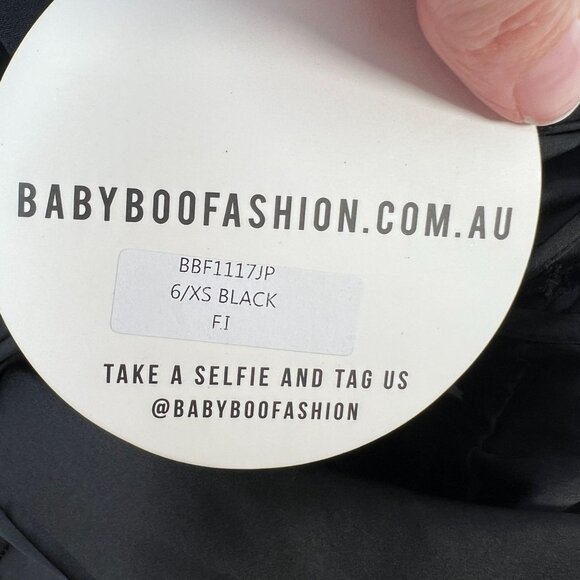 BABYBOOFASHION.COM.AU
BBF1117JP
6/XS BLACK
F.I
TAKE A SELFIE AND TAG US
@BABYBOOFASHION